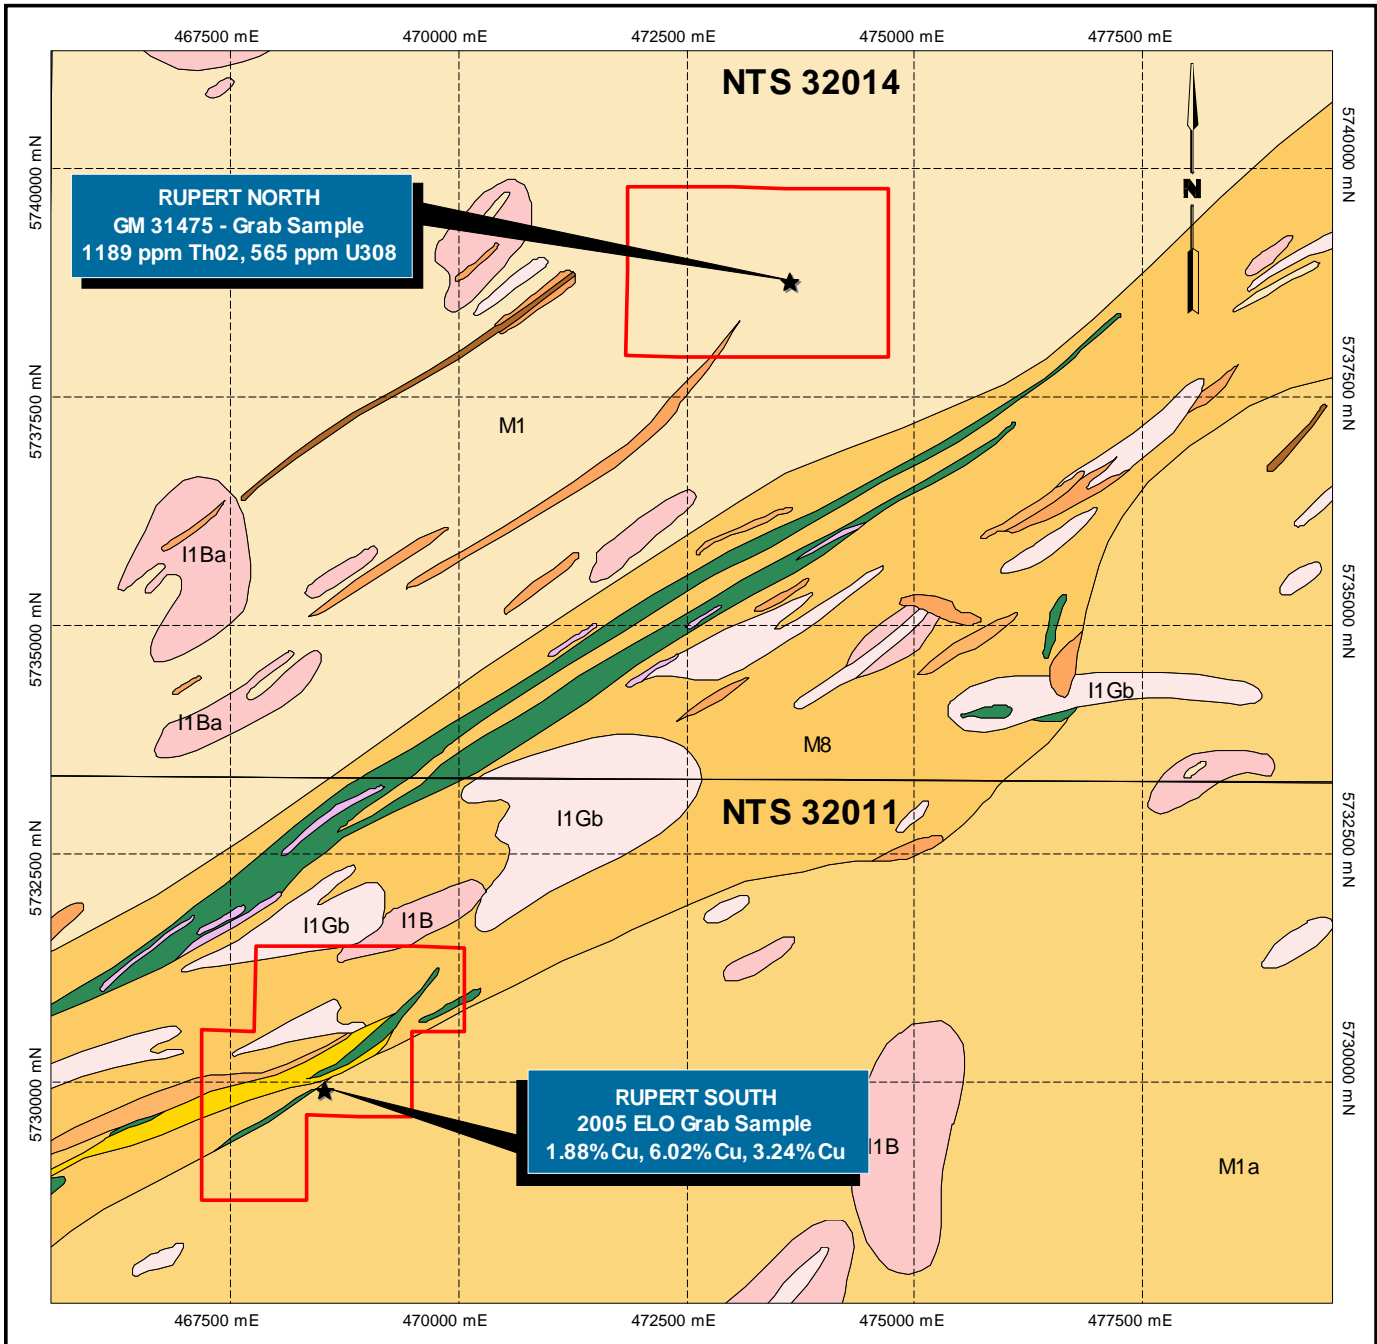 467500 mE
470000 mE
472500 mE
475000 mE
477500 mE
NTS 32014
5740000 mN
5740000 mN
N
RUPERT NORTH
GM 31475 - Grab Sample
1189 ppm Th02, 565 ppm U308
5737500 mN
5737500 mN
M1
I1Ba
5735000 mN
5735000 mN
I1Gb
I1Ba
M8
NTS 32011
I1Gb
5732500 mN
5732500 mN
I1Gb
I1B
5730000 mN
5730000 mN
RUPERT SOUTH
2005 ELO Grab Sample
1.88%Cu, 6.02%Cu, 3.24%Cu
I1B
M1a
467500 mE
470000 mE
472500 mE
475000 mE
477500 mE